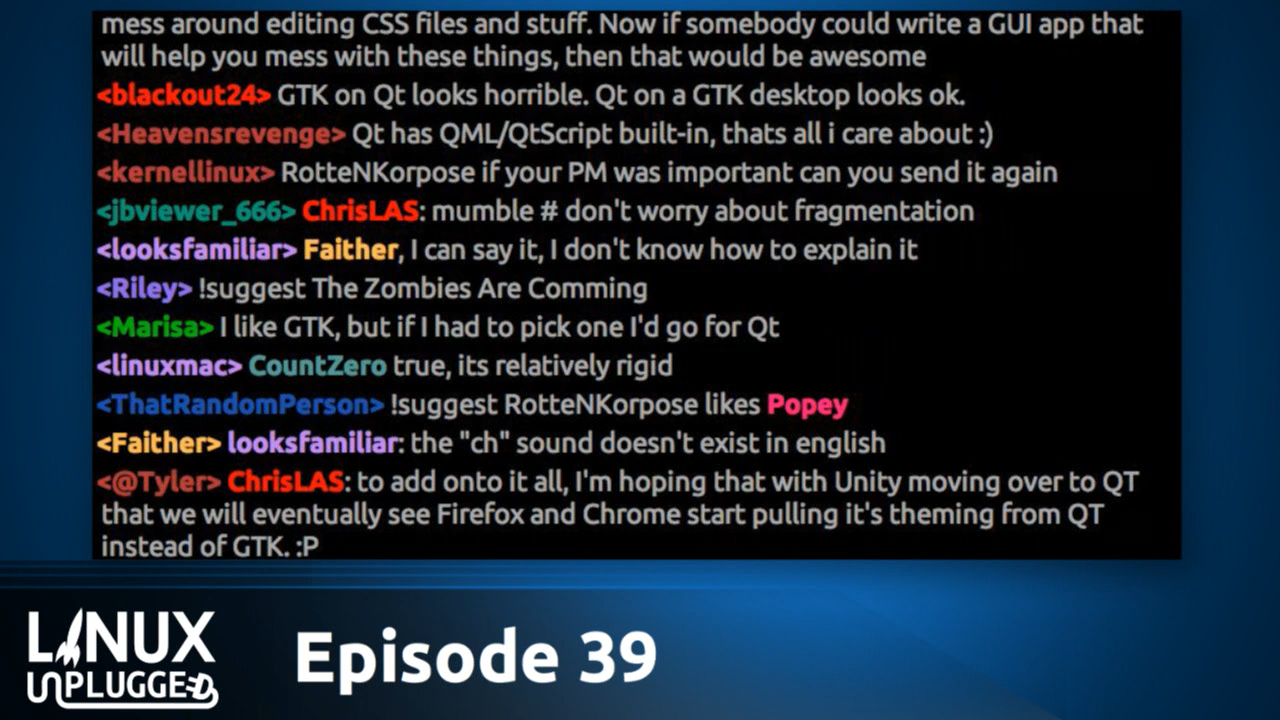 mess around editing CSS files and stuff. Now if somebody could write a GUI app that
will help you mess with these things, then that would be awesome
<blackout24> GTK on Qt looks horrible. Qt on a GTK desktop looks ok.
<Heavensrevenge> Qt has QML/QtScript built-in, thats all i care about :)
<kernellinux> RotteNKorpose if your PM was important can you send it again
<jbviewer_666> ChrisLAS: mumble # don't worry about fragmentation
<looksfamiliar> Faither, I can say it, I don't know how to explain it
<Riley> !suggest The Zombies Are Comming
<Marisa> I like GTK, but if I had to pick one I'd go for Qt
<linuxmac> CountZero true, its relatively rigid
<ThatRandomPerson> !suggest RotteNKorpose likes Popey
<Faither> looksfamiliar: the "ch" sound doesn't exist in english
<@Tyler> ChrisLAS: to add onto it all, I'm hoping that with Unity moving over to QT
that we will eventually see Firefox and Chrome start pulling it's theming from QT
instead of GTK. :P
LINUX
UNPLUGGED
Episode 39